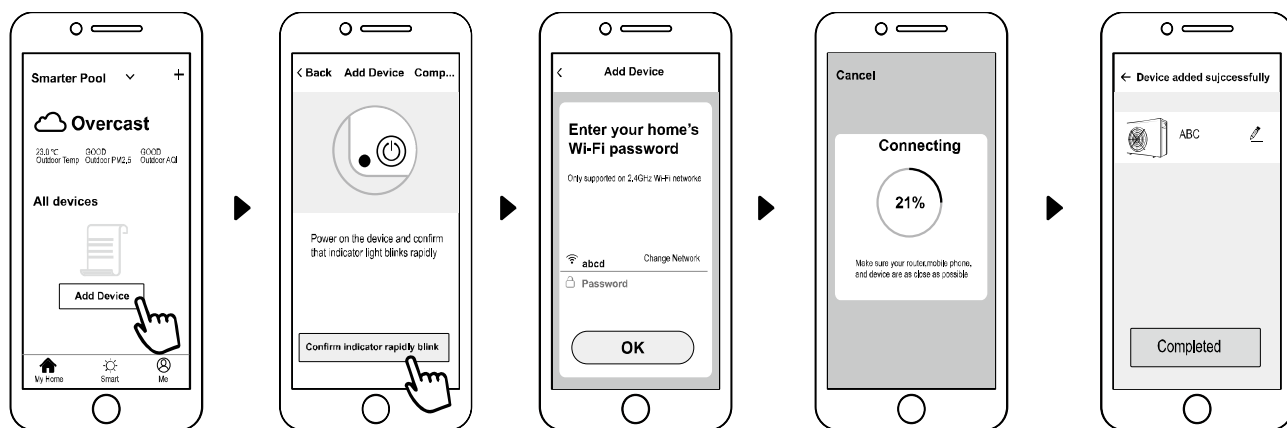 Smarter Pool
+
Overcast
23.0 °C GOOD GOOD
Outdoor Temp Outdoor PM2,5 Outdoor AQI
All devices
Add Device
My Home Smart Me
< Back Add Device Comp...
Power on the device and confirm
that indicator light blinks rapidly
Confirm indicator rapidly blink
< Add Device
Enter your home's
Wi-Fi password
Only supported on 2,4GHz Wi-Fi networke
abcd Change Network
Password
OK
Cancel
Connecting
21%
Make sure your router,mobile phone,
and device are as close as possible
← Device added sujccessfully
ABC
Completed